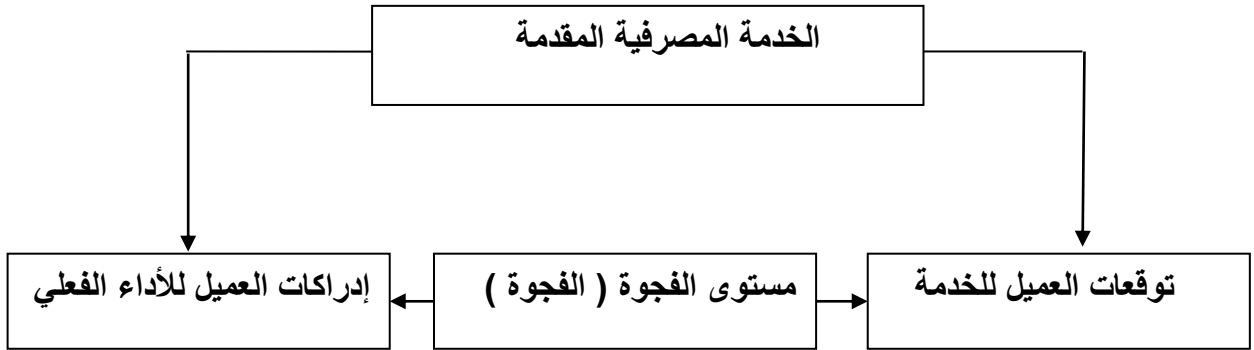 الخدمة المصرفية المقدمة
توقعات العميل للخدمة
مستوى الفجوة ( الفجوة )
إدراكات العميل للأداء الفعلي